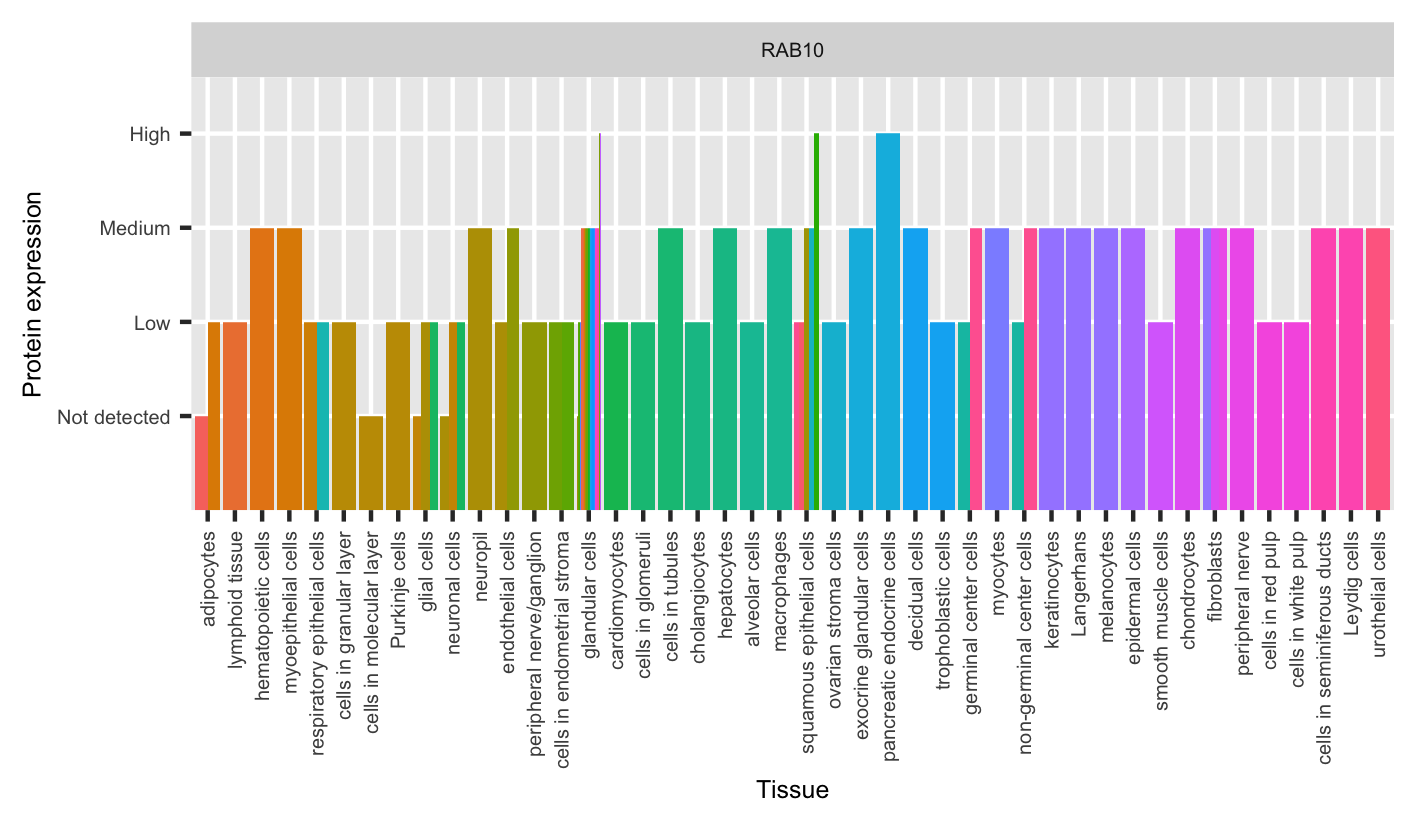 RAB10
Protein expression
High
Medium
Low
Not detected
adipocytes
lymphoid tissue
hematopoietic cells
myoepithelial cells
respiratory epithelial cells
cells in granular layer
cells in molecular layer
Purkinje cells
glial cells
neuronal cells
neuropil
endothelial cells
peripheral nerve/ganglion
cells in endometrial stroma
glandular cells
cardiomyocytes
cells in glomeruli
cells in tubules
cholangiocytes
hepatocytes
alveolar cells
macrophages
squamous epithelial cells
ovarian stroma cells
exocrine glandular cells
pancreatic endocrine cells
decidual cells
trophoblastic cells
germinal center cells
myocytes
non-germinal center cells
keratinocytes
Langerhans
melanocytes
epidermal cells
smooth muscle cells
chondrocytes
fibroblasts
peripheral nerve
cells in red pulp
cells in white pulp
cells in seminiferous ducts
Leydig cells
urothelial cells
Tissue